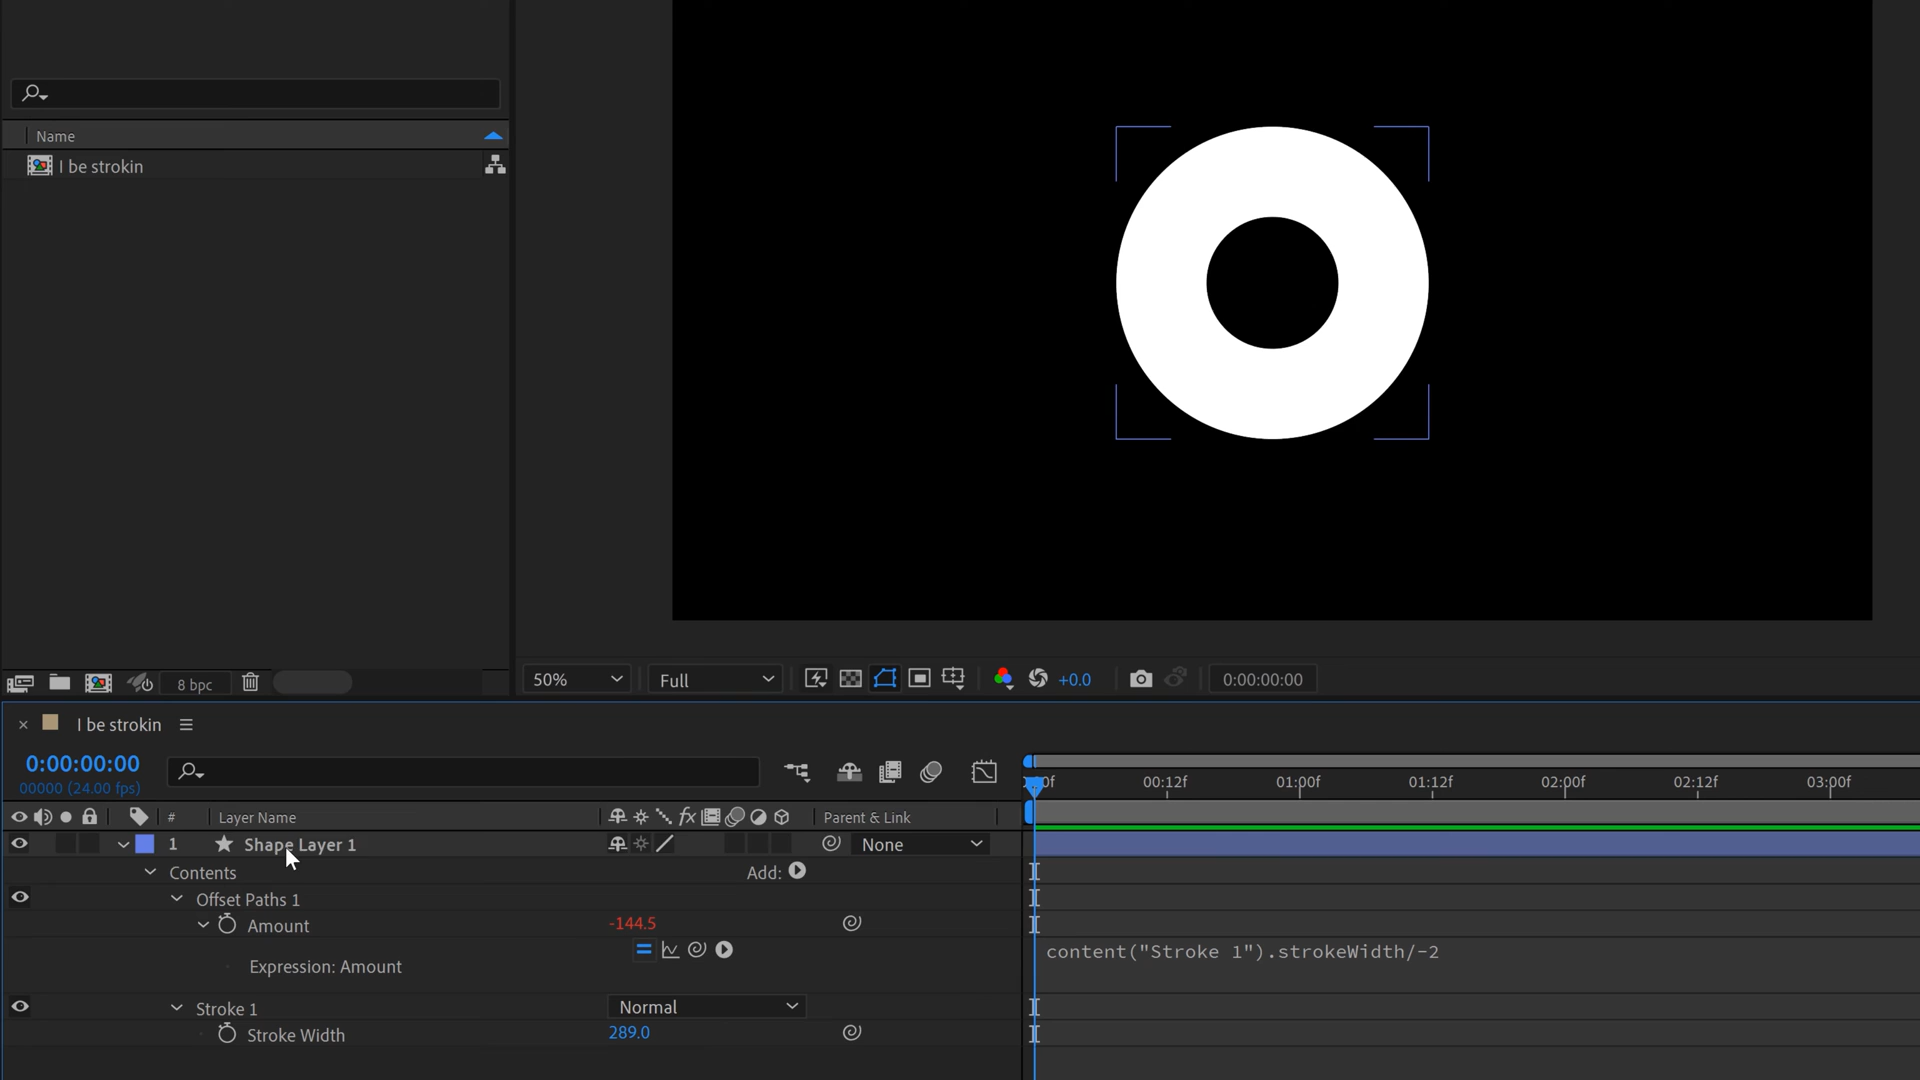 Name
I be strokin
8 bpc
50%
Full
+0.0
0:00:00:00
I be strokin
0:00:00:00
00000 (24.00 fps)
00f
00:12f
01:00f
01:12f
02:00f
02:12f
03:00f
#
Layer Name
fx
Parent & Link
1
Shape Layer 1
None
Contents
Add:
Offset Paths 1
Amount
-144.5
Expression: Amount
content("Stroke 1").strokeWidth/-2
Stroke 1
Normal
Stroke Width
289.0